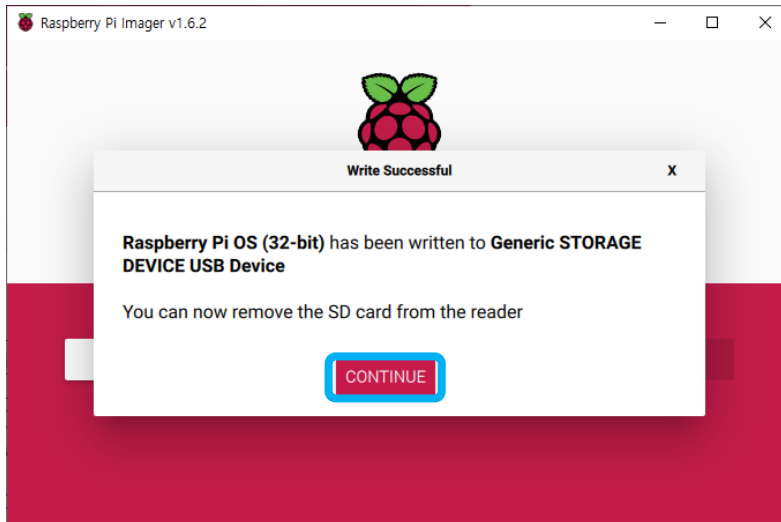 Raspberry Pi Imager v1.6.2
Write Successful
X
Raspberry Pi OS (32-bit) has been written to Generic STORAGE
DEVICE USB Device
You can now remove the SD card from the reader
CONTINUE